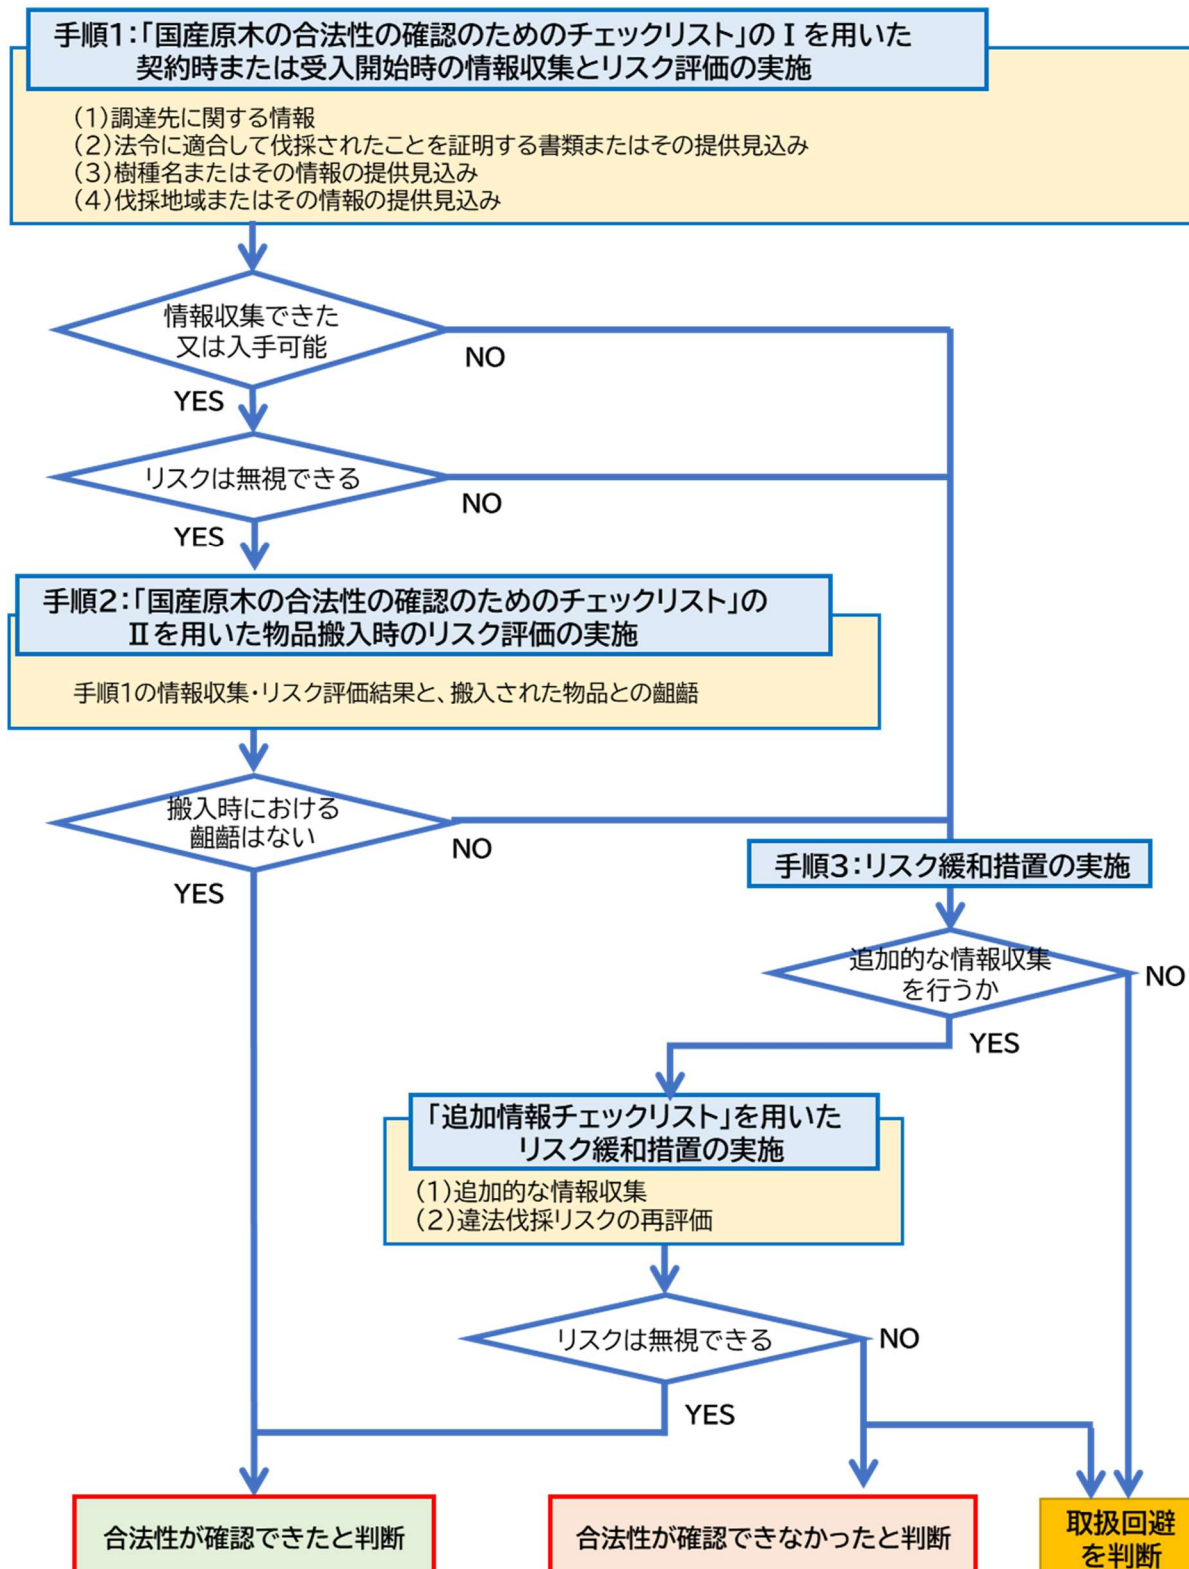 手順1:「国産原木の合法性の確認のためのチェックリスト」のⅠを用いた
契約時または受入開始時の情報収集とリスク評価の実施
(1)調達先に関する情報
(2)法令に適合して伐採されたことを証明する書類またはその提供見込み
(3)樹種名またはその情報の提供見込み
(4)伐採地域またはその情報の提供見込み
情報収集できた
又は入手可能
NO
YES
リスクは無視できる
NO
YES
手順2:「国産原木の合法性の確認のためのチェックリスト」の
Ⅱを用いた物品搬入時のリスク評価の実施
手順1の情報収集・リスク評価結果と、搬入された物品との齟齬
搬入時における
齟齬はない
NO
YES
手順3:リスク緩和措置の実施
追加的な情報収集
を行うか
NO
YES
「追加情報チェックリスト」を用いた
リスク緩和措置の実施
(1)追加的な情報収集
(2)違法伐採リスクの再評価
リスクは無視できる
NO
YES
合法性が確認できたと判断
合法性が確認できなかったと判断
取扱回避
を判断